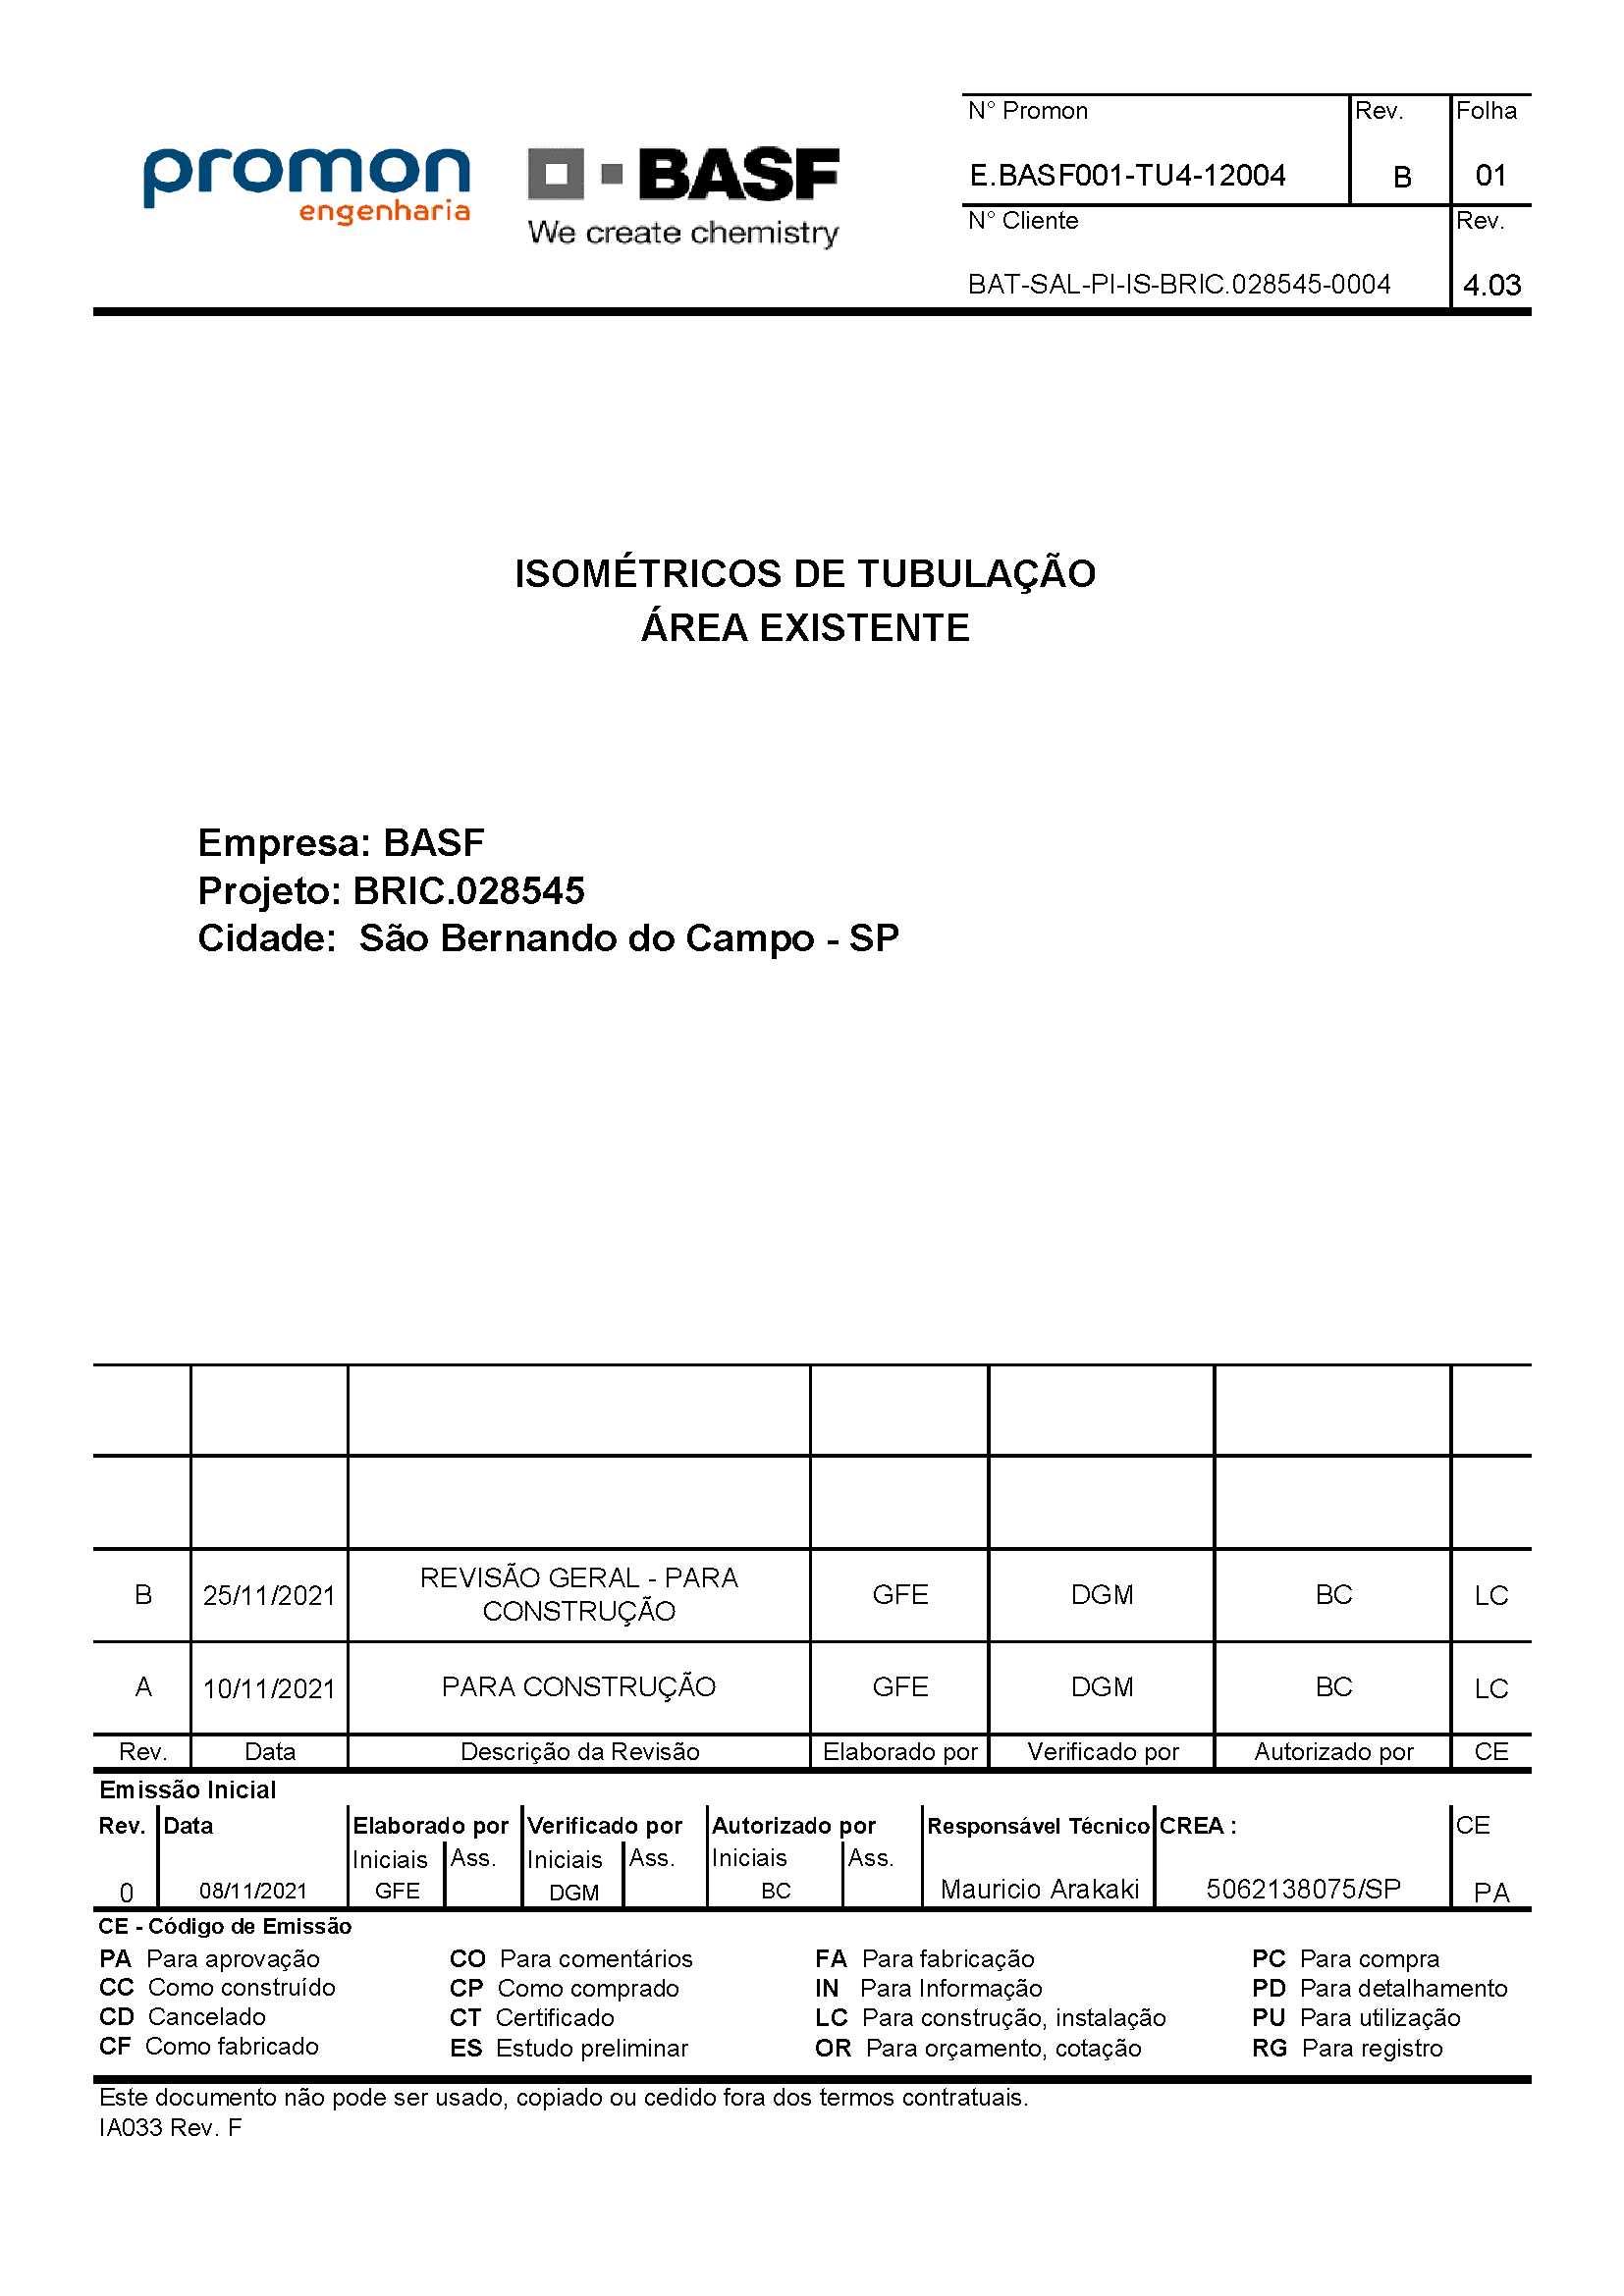 promon
engenharia
BASF
We create chemistry
N° Promon
Rev.
Folha
E.BASF001-TU4-12004
B
01
N° Cliente
Rev.
BAT-SAL-PI-IS-BRIC.028545-0004
4.03
ISOMÉTRICOS DE TUBULAÇÃO
ÁREA EXISTENTE
Empresa: BASF
Projeto: BRIC.028545
Cidade: São Bernando do Campo - SP
B 25/11/2021 REVISÃO GERAL - PARA CONSTRUÇÃO GFE DGM BC LC
A 10/11/2021 PARA CONSTRUÇÃO GFE DGM BC LC
Rev. Data Descrição da Revisão Elaborado por Verificado por Autorizado por CE
Emissão Inicial
Rev. Data Elaborado por Verificado por Autorizado por Responsável Técnico CREA : CE
Iniciais Ass. Iniciais Ass. Iniciais Ass.
0 08/11/2021 GFE DGM BC Mauricio Arakaki 5062138075/SP PA
CE - Código de Emissão
PA Para aprovação CO Para comentários FA Para fabricação PC Para compra
CC Como construído CP Como comprado IN Para Informação PD Para detalhamento
CD Cancelado CT Certificado LC Para construção, instalação PU Para utilização
CF Como fabricado ES Estudo preliminar OR Para orçamento, cotação RG Para registro
Este documento não pode ser usado, copiado ou cedido fora dos termos contratuais.
IA033 Rev. F